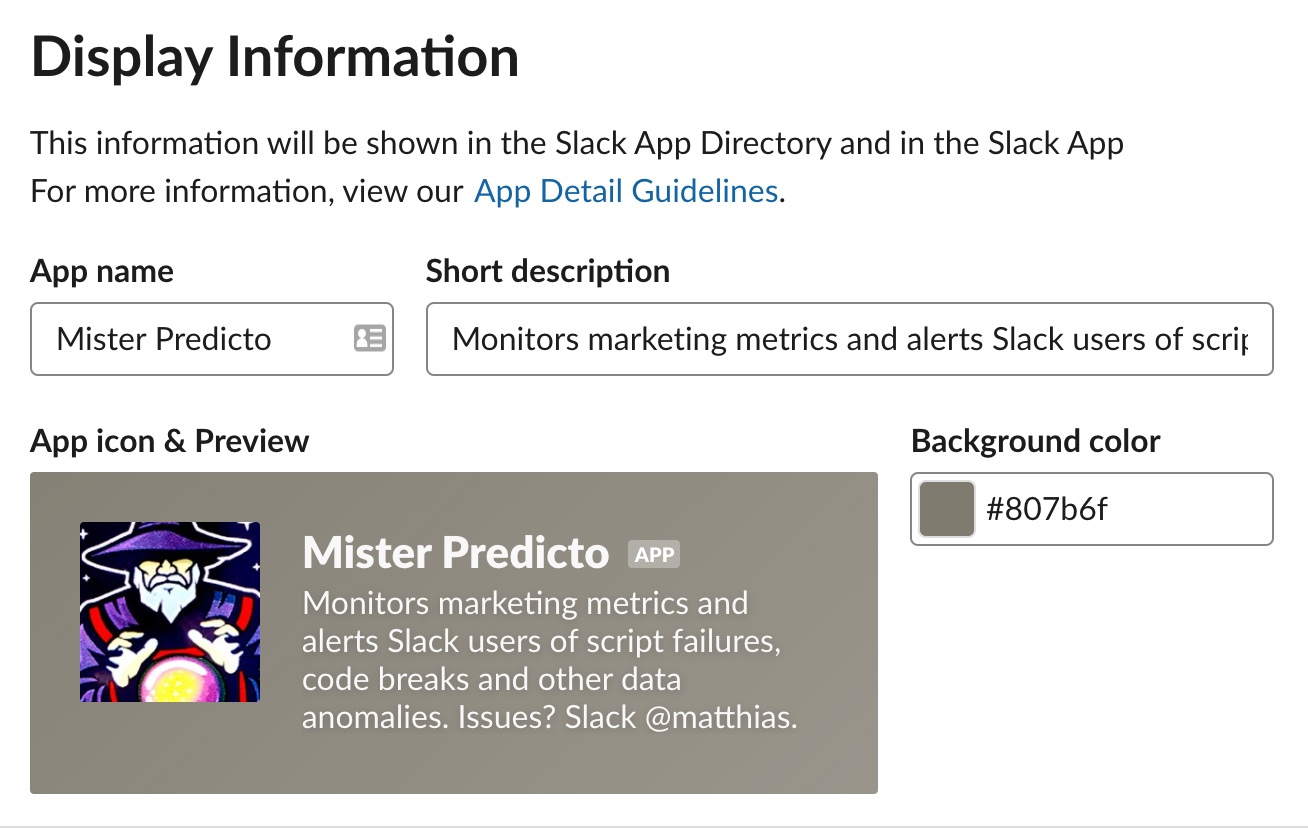 Display Information
This information will be shown in the Slack App Directory and in the Slack App
For more information, view our App Detail Guidelines.
App name
Mister Predicto
Short description
Monitors marketing metrics and alerts Slack users of scrip
App icon & Preview
Mister Predicto APP
Monitors marketing metrics and
alerts Slack users of script failures,
code breaks and other data
anomalies. Issues? Slack @matthias.
Background color
#807b6f